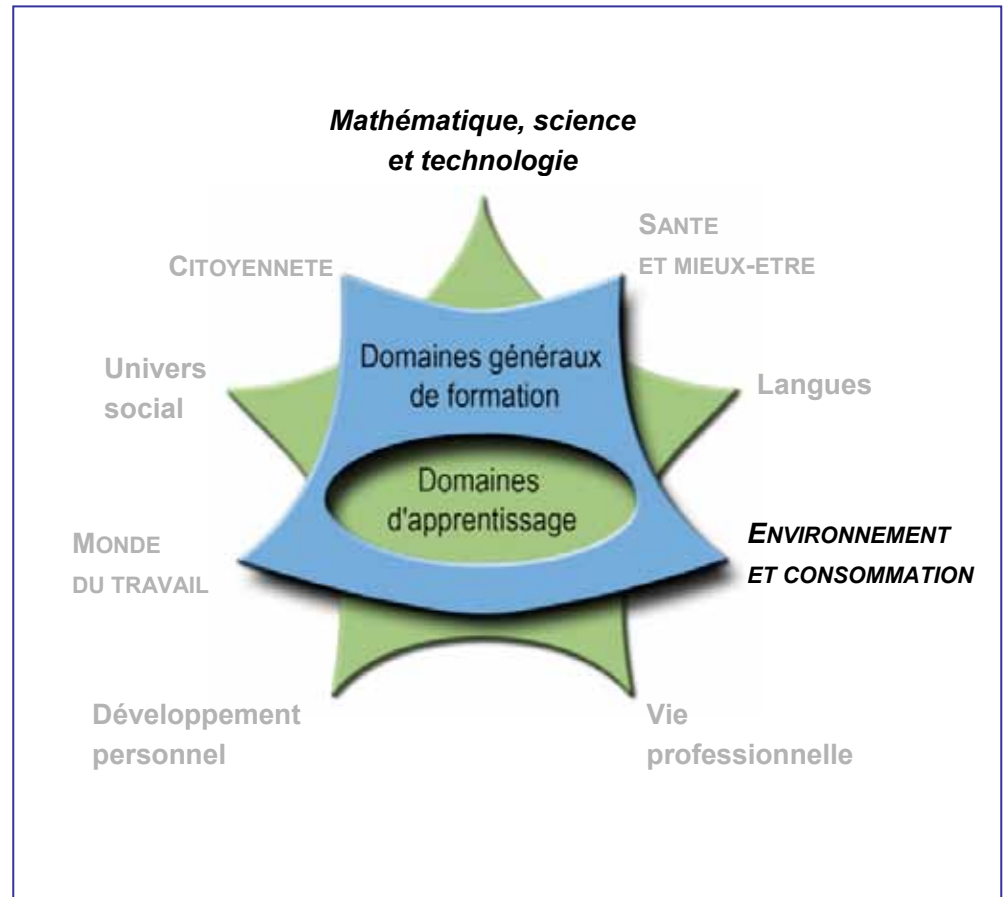 Mathématique, science
et technologie
SANTE
ET MIEUX-ETRE
CITOYENNETE
Domaines généraux
de formation
Univers
social
Langues
Domaines
d'apprentissage
ENVIRONNEMENT
ET CONSOMMATION
MONDE
DU TRAVAIL
Développement
personnel
Vie
professionnelle